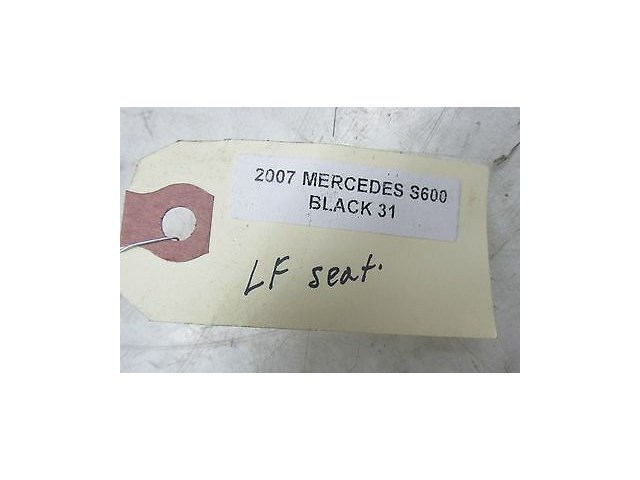 2007 MERCEDES S600
BLACK 31
LF seat.